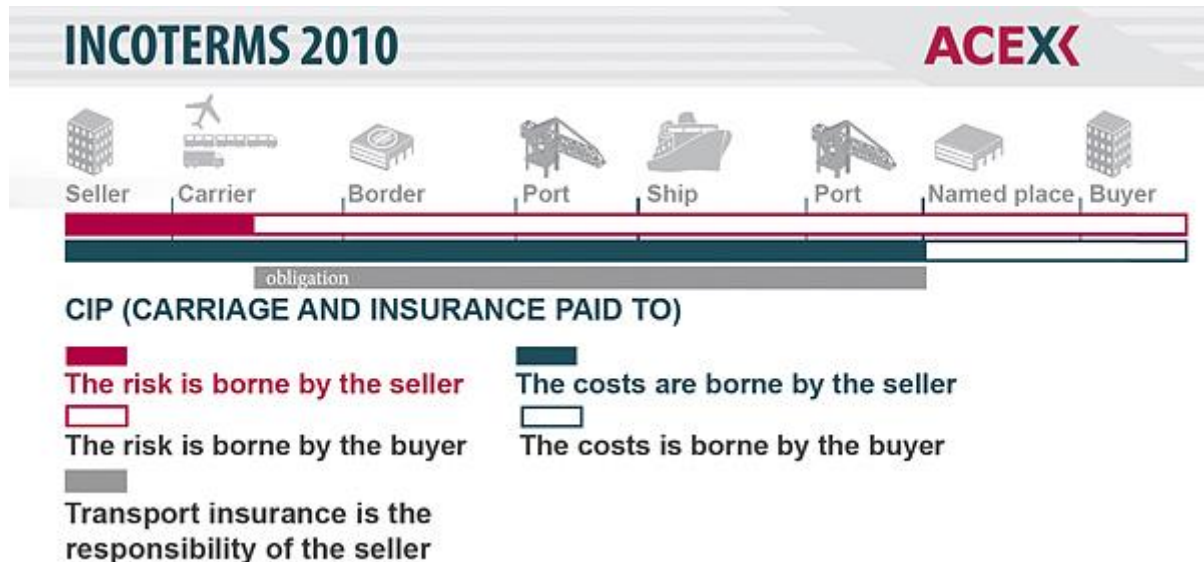 INCOTERMS 2010
ACEX
Seller Carrier Border Port Ship Port Named place Buyer
obligation
CIP (CARRIAGE AND INSURANCE PAID TO)
The risk is borne by the seller
The costs are borne by the seller
The risk is borne by the buyer
The costs is borne by the buyer
Transport insurance is the
responsibility of the seller